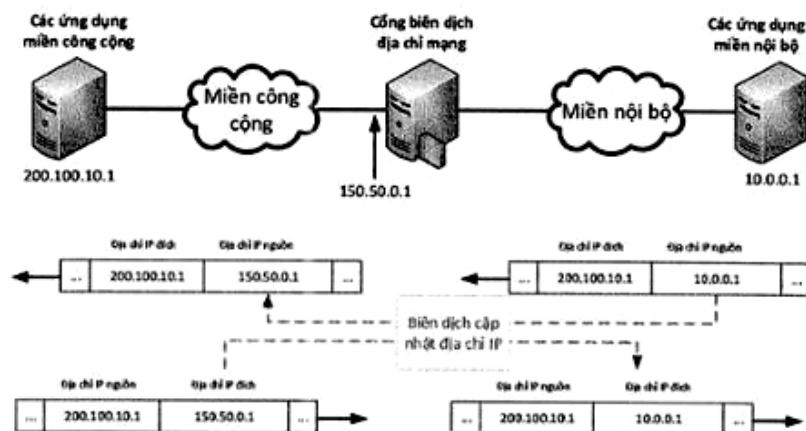 Các ứng dụng
miền công cộng
Cổng biên dịch
địa chỉ mạng
Các ứng dụng
miền nội bộ
Miền công
cộng
Miền nội bộ
200.100.10.1
150.50.0.1
10.0.0.1
Địa chỉ IP đích
Địa chỉ IP nguồn
... 200.100.10.1 150.50.0.1 ...
Địa chỉ IP đích
Địa chỉ IP nguồn
... 200.100.10.1 10.0.0.1 ...
Biên dịch cập
nhật địa chỉ IP
Địa chỉ IP nguồn
Địa chỉ IP đích
... 200.100.10.1 150.50.0.1 ...
Địa chỉ IP nguồn
Địa chỉ IP đích
... 200.100.10.1 10.0.0.1 ...